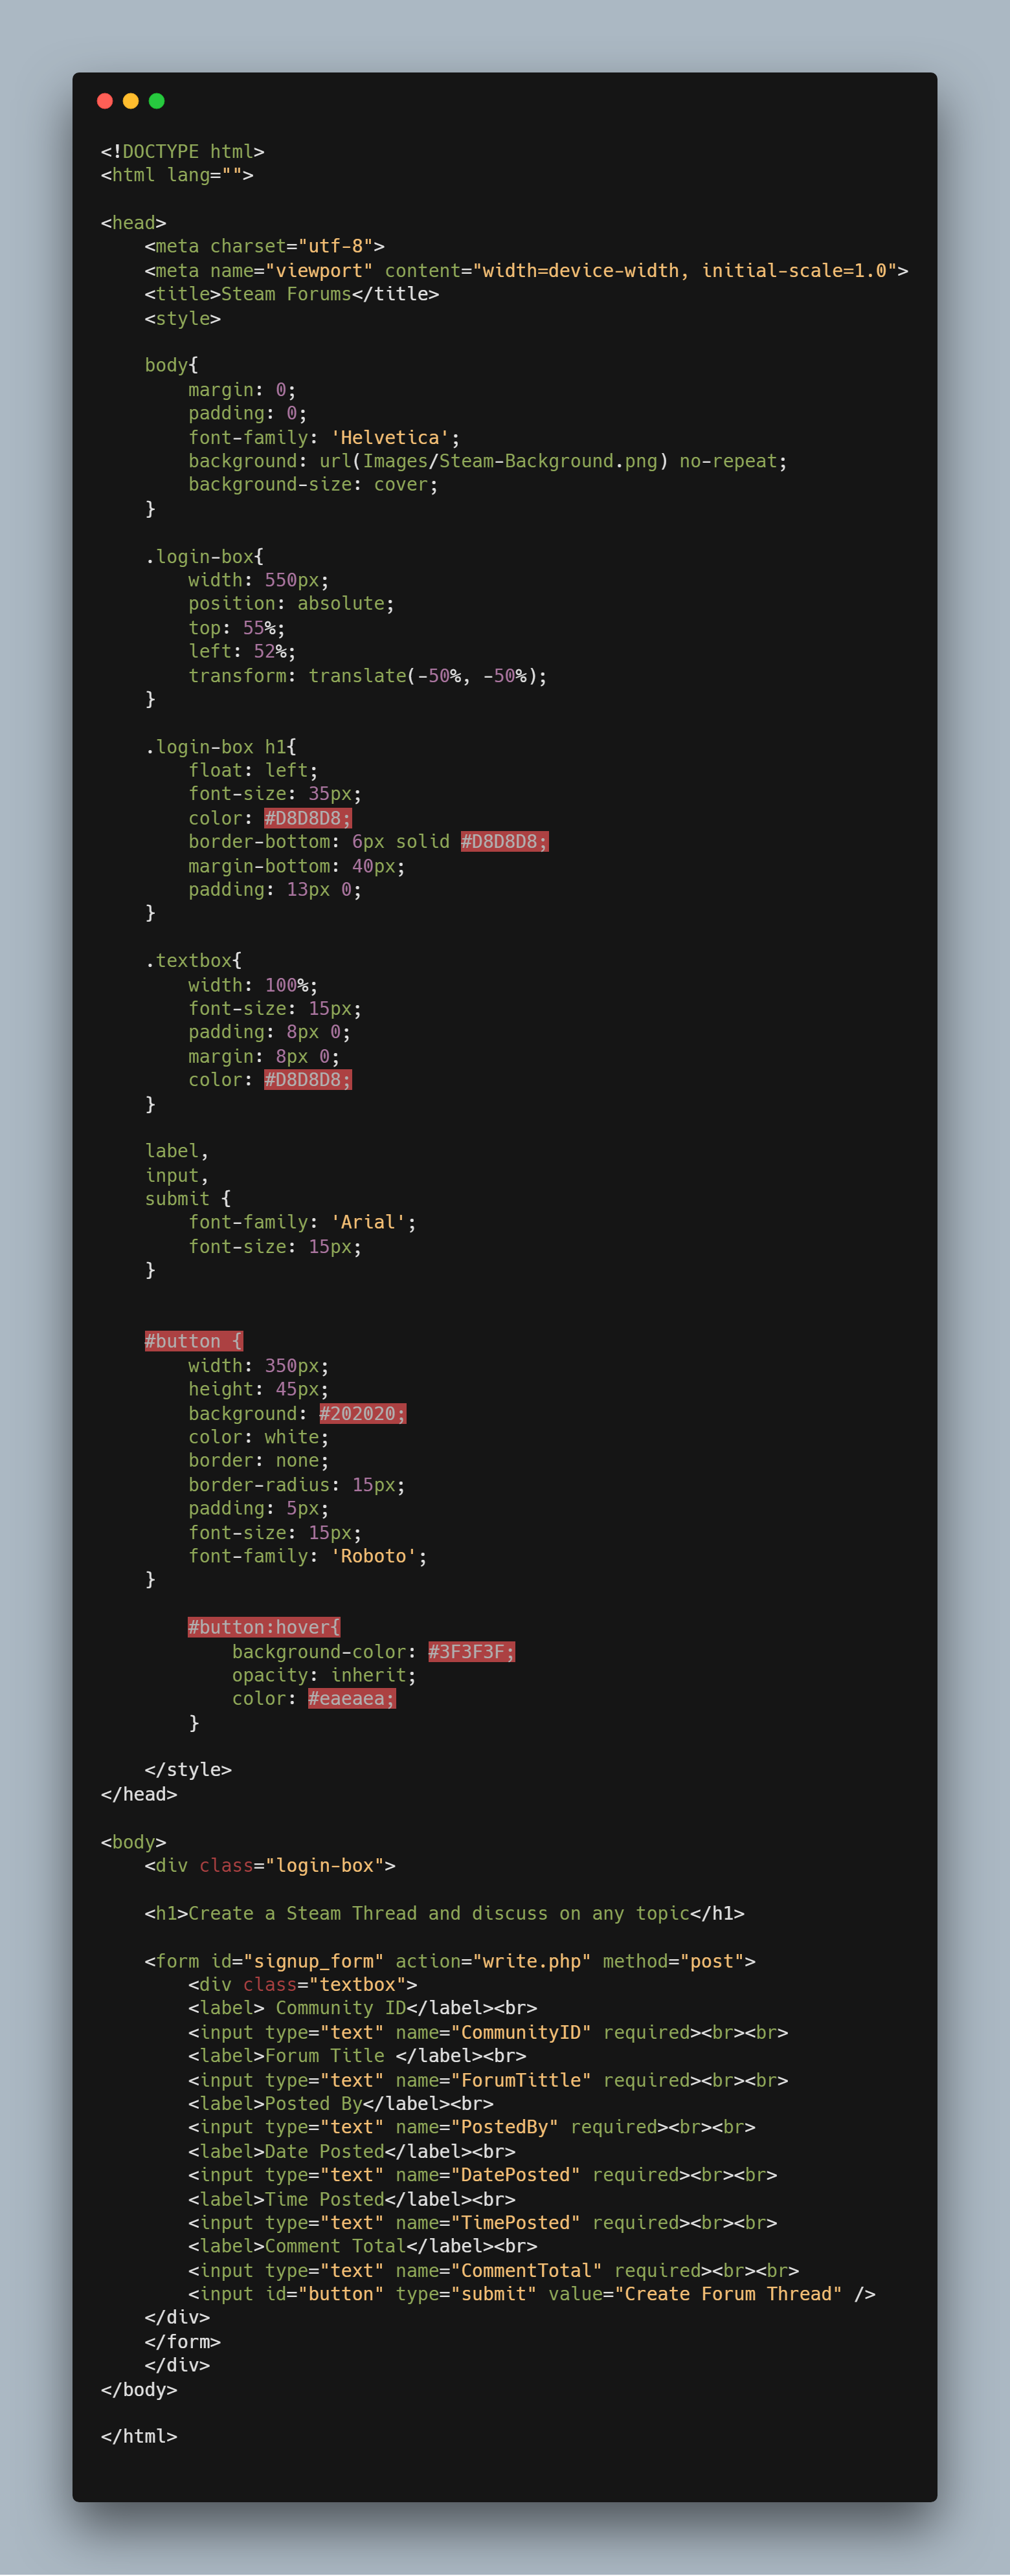 <!DOCTYPE html>
<html lang="">
<head>
    <meta charset="utf-8">
    <meta name="viewport" content="width=device-width, initial-scale=1.0">
    <title>Steam Forums</title>
    <style>
    body{
        margin: 0;
        padding: 0;
        font-family: 'Helvetica';
        background: url(Images/Steam-Background.png) no-repeat;
        background-size: cover;
    }
    .login-box{
        width: 550px;
        position: absolute;
        top: 55%;
        left: 52%;
        transform: translate(-50%, -50%);
    }
    .login-box h1{
        float: left;
        font-size: 35px;
        color: #D8D8D8;
        border-bottom: 6px solid #D8D8D8;
        margin-bottom: 40px;
        padding: 13px 0;
    }
    .textbox{
        width: 100%;
        font-size: 15px;
        padding: 8px 0;
        margin: 8px 0;
        color: #D8D8D8;
    }
    label,
    input,
    submit {
        font-family: 'Arial';
        font-size: 15px;
    }
    #button {
        width: 350px;
        height: 45px;
        background: #202020;
        color: white;
        border: none;
        border-radius: 15px;
        padding: 5px;
        font-size: 15px;
        font-family: 'Roboto';
    }
        #button:hover{
            background-color: #3F3F3F;
            opacity: inherit;
            color: #eaeaea;
        }
    </style>
</head>
<body>
    <div class="login-box">
    <h1>Create a Steam Thread and discuss on any topic</h1>
    <form id="signup_form" action="write.php" method="post">
        <div class="textbox">
        <label> Community ID</label><br>
        <input type="text" name="CommunityID" required><br><br>
        <label>Forum Title </label><br>
        <input type="text" name="ForumTittle" required><br><br>
        <label>Posted By</label><br>
        <input type="text" name="PostedBy" required><br><br>
        <label>Date Posted</label><br>
        <input type="text" name="DatePosted" required><br><br>
        <label>Time Posted</label><br>
        <input type="text" name="TimePosted" required><br><br>
        <label>Comment Total</label><br>
        <input type="text" name="CommentTotal" required><br><br>
        <input id="button" type="submit" value="Create Forum Thread" />
    </div>
    </form>
    </div>
</body>
</html>